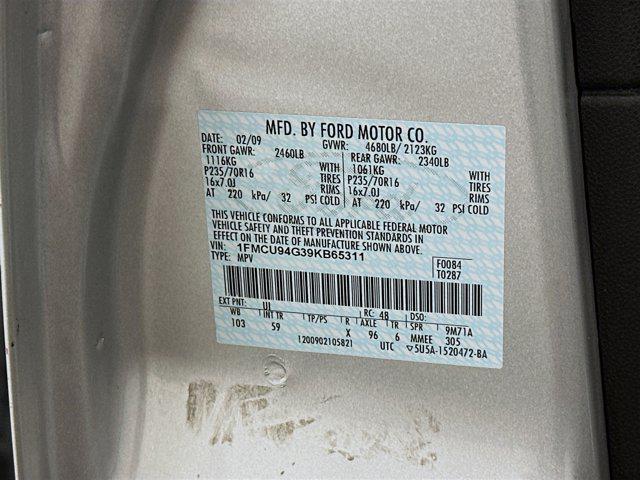 MFD. BY FORD MOTOR CO.
DATE: 02/09 GVWR: 4680LB/ 2123KG
FRONT GAWR: 2460LB REAR GAWR: 2340LB
1116KG WITH 1061KG WITH
P235/70R16 TIRES P235/70R16 TIRES
16x7.0J RIMS 16x7.0J RIMS
AT 220 kPa/ 32 PSI COLD AT 220 kPa/ 32 PSI COLD
THIS VEHICLE CONFORMS TO ALL APPLICABLE FEDERAL MOTOR
VEHICLE SAFETY AND THEFT PREVENTION STANDARDS IN
EFFECT ON THE DATE OF MANUFACTURE SHOWN ABOVE.
VIN: 1FMCU94G39KB65311 F0084
TYPE: MPV T0287
EXT PNT: UI RC: 4B DSO:
WB INT TR TP/PS R AXLE TR SPR 9M71A
103 59 X 96 6 MMEE 305
1200902105821 UTC ▽5U5A-1520472-BA